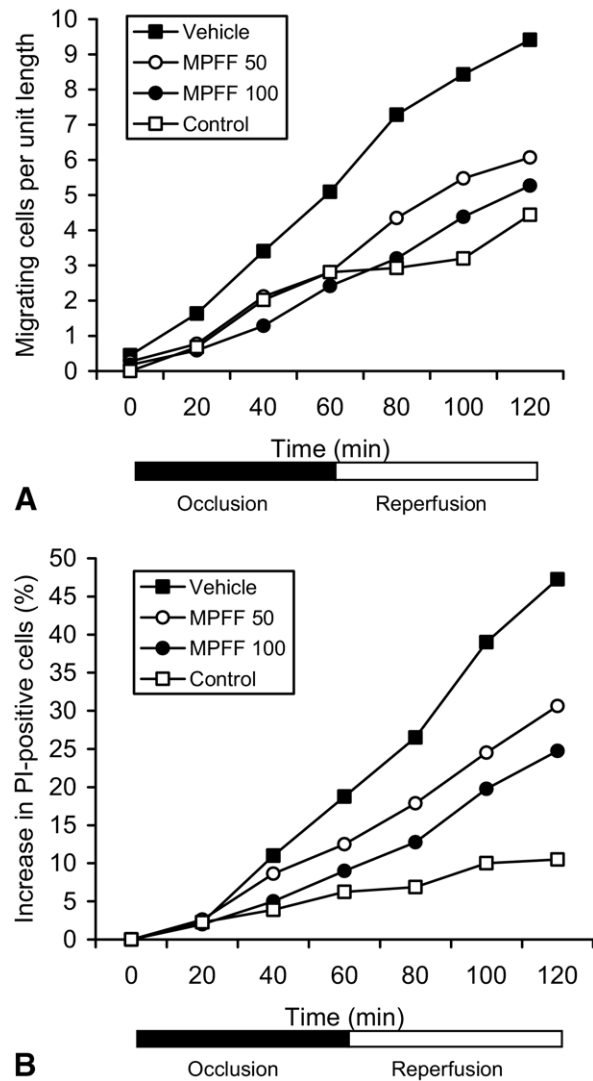 Migrating cells per unit length
10
9
8
7
6
5
4
3
2
1
0
Vehicle
MPFF 50
MPFF 100
Control
0 20 40 60 80 100 120
Time (min)
Occlusion Reperfusion
A
Increase in PI-positive cells (%)
50
45
40
35
30
25
20
15
10
5
0
Vehicle
MPFF 50
MPFF 100
Control
0 20 40 60 80 100 120
Time (min)
Occlusion Reperfusion
B